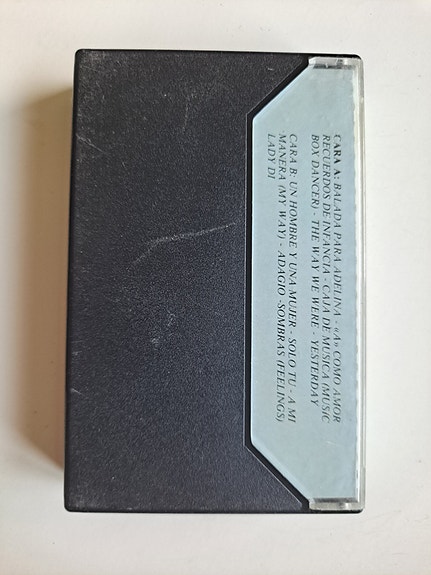 CARA A: BALADA PARA ADELINA - «A» COMO AMOR
RECUERDOS DE INFANCIA - CAJA DE MUSICA (MUSIC
BOX DANCER) - THE WAY WE WERE - YESTERDAY
CARA B: UN HOMBRE Y UNA MUJER - SOLO TU - A MI
MANERA (MY WAY) - ADAGIO -SOMBRAS (FEELINGS)
LADY DI